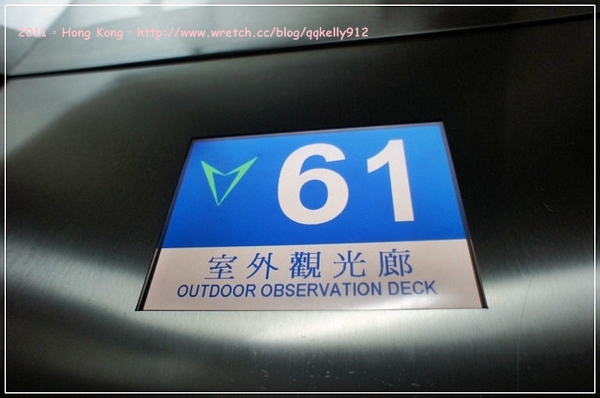 2011。Hong Kong。http://www.wretch.cc/blog/qqkelly912
61
室外觀光廊
OUTDOOR OBSERVATION DECK